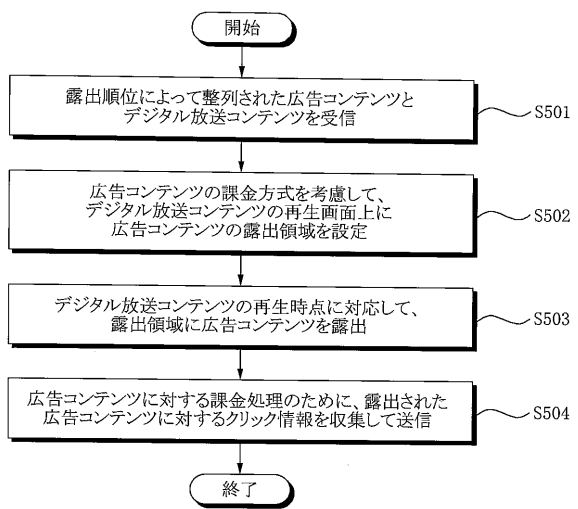 開始
露出順位によって整列された広告コンテンツと
デジタル放送コンテンツを受信
S501
広告コンテンツの課金方式を考慮して、
デジタル放送コンテンツの再生画面上に
広告コンテンツの露出領域を設定
S502
デジタル放送コンテンツの再生時点に対応して、
露出領域に広告コンテンツを露出
S503
広告コンテンツに対する課金処理のために、露出された
広告コンテンツに対するクリック情報を収集して送信
S504
終了